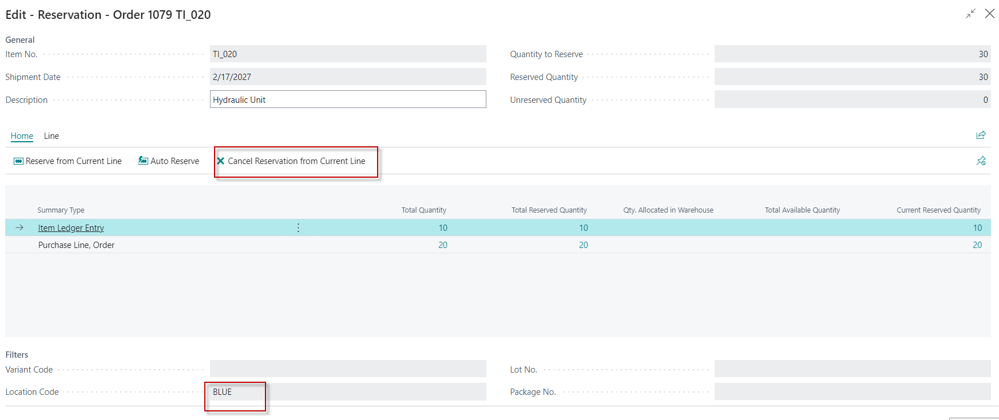 Edit - Reservation - Order 1079 TI_020
General
Item No. TI_020 Quantity to Reserve 30
Shipment Date 2/17/2027 Reserved Quantity 30
Description Hydraulic Unit Unreserved Quantity 0
Home Line
Reserve from Current Line Auto Reserve Cancel Reservation from Current Line
Summary Type Total Quantity Total Reserved Quantity Qty. Allocated in Warehouse Total Available Quantity Current Reserved Quantity
Item Ledger Entry 10 10 10
Purchase Line, Order 20 20 20
Filters
Variant Code Lot No.
Location Code BLUE Package No.